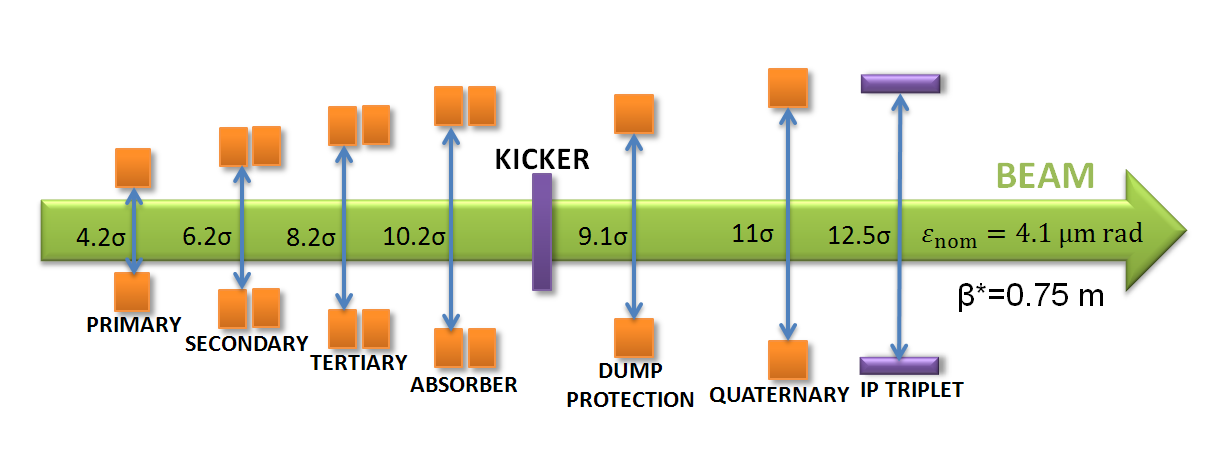 KICKER
BEAM
4.2σ
6.2σ
8.2σ
10.2σ
9.1σ
11σ
12.5σ
εnom = 4.1 μm rad
β*=0.75 m
PRIMARY
SECONDARY
TERTIARY
ABSORBER
DUMP
PROTECTION
QUATERNARY
IP TRIPLET